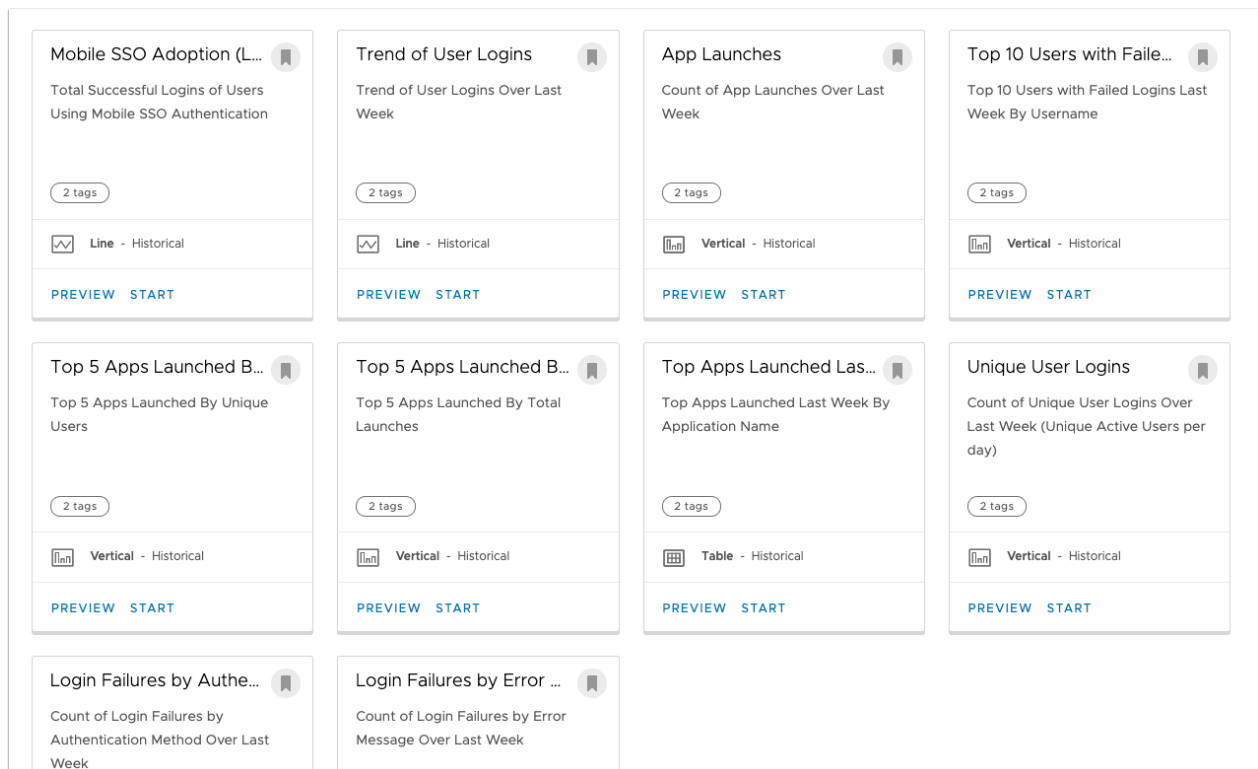 Mobile SSO Adoption (L...
Total Successful Logins of Users
Using Mobile SSO Authentication
2 tags
Line - Historical
PREVIEW START
Trend of User Logins
Trend of User Logins Over Last
Week
2 tags
Line - Historical
PREVIEW START
App Launches
Count of App Launches Over Last
Week
2 tags
Vertical - Historical
PREVIEW START
Top 10 Users with Faile...
Top 10 Users with Failed Logins Last
Week By Username
2 tags
Vertical - Historical
PREVIEW START
Top 5 Apps Launched B...
Top 5 Apps Launched By Unique
Users
2 tags
Vertical - Historical
PREVIEW START
Top 5 Apps Launched B...
Top 5 Apps Launched By Total
Launches
2 tags
Vertical - Historical
PREVIEW START
Top Apps Launched Las...
Top Apps Launched Last Week By
Application Name
2 tags
Table - Historical
PREVIEW START
Unique User Logins
Count of Unique User Logins Over
Last Week (Unique Active Users per
day)
2 tags
Vertical - Historical
PREVIEW START
Login Failures by Authe...
Count of Login Failures by
Authentication Method Over Last
Week
Login Failures by Error ...
Count of Login Failures by Error
Message Over Last Week